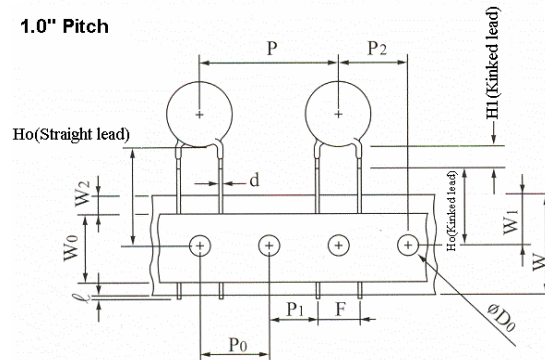 1.0" Pitch
P
P2
H1(Kinked lead)
Ho(Straight lead)
d
W2
W0
Ho(Kinked lead)
W1
W
ℓ
P1
F
P0
øD0